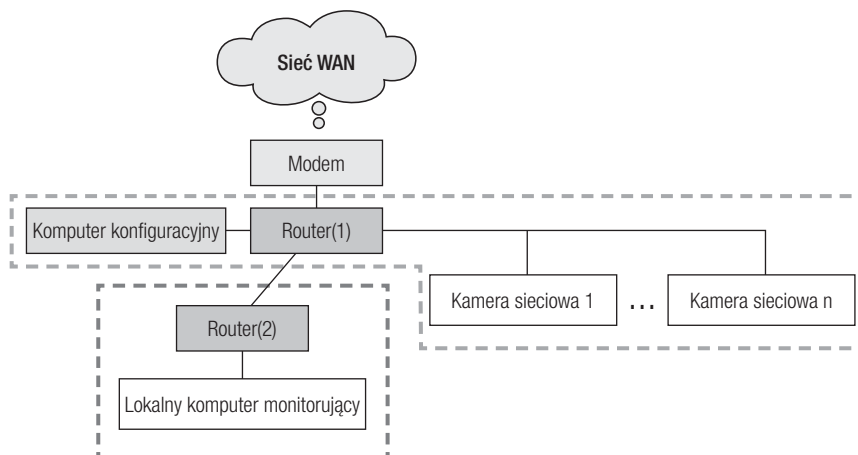 Sieć WAN
Modem
Komputer konfiguracyjny
Router(1)
Kamera sieciowa 1
...
Kamera sieciowa n
Router(2)
Lokalny komputer monitorujący